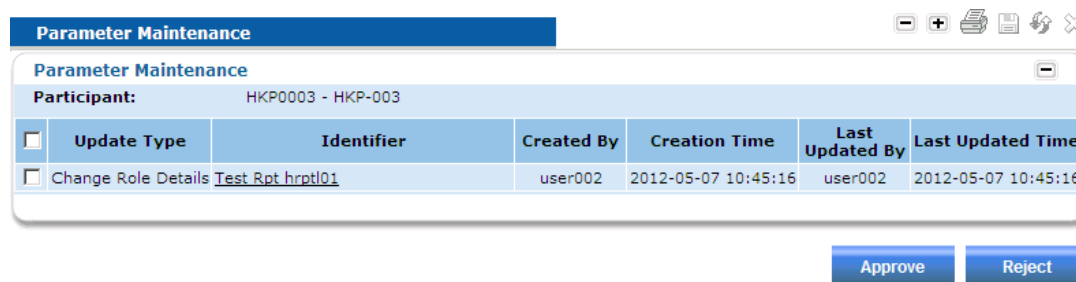 Parameter Maintenance
Parameter Maintenance
Participant: HKP0003 - HKP-003
Update Type Identifier Created By Creation Time Last Updated By Last Updated Time
Change Role Details Test Rpt hrptl01 user002 2012-05-07 10:45:16 user002 2012-05-07 10:45:16
Approve Reject